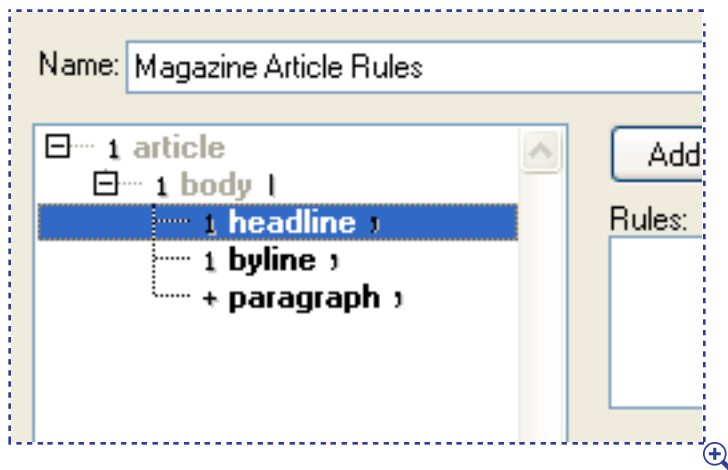 Name: Magazine Article Rules
1 article
1 body |
1 headline ,
1 byline ,
+ paragraph ,
Add
Rules: